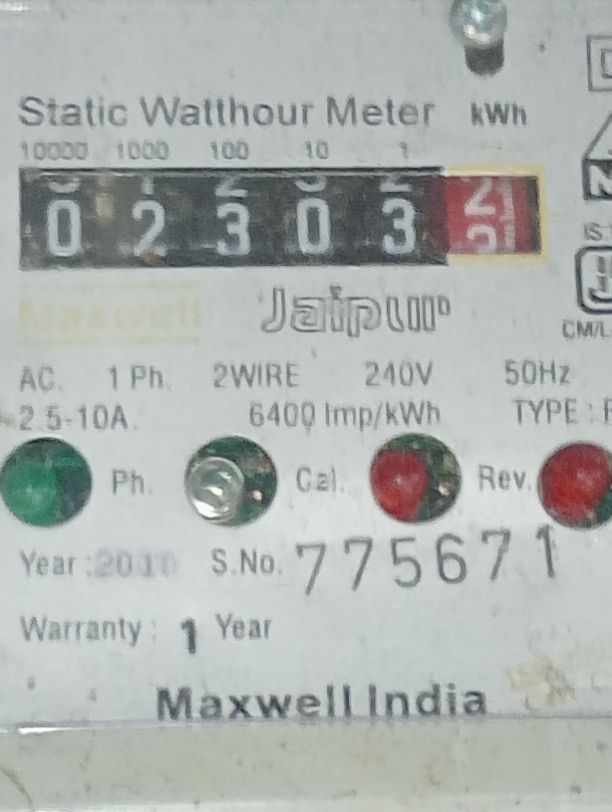 Static Watthour Meter kWh
10000 1000 100 10 1
0 2 3 0 3 2
Maxwell Jaipur
CM/L
AC. 1 Ph. 2WIRE 240V 50Hz
2.5-10A. 6400 Imp/kWh TYPE :
Ph. Cal. Rev.
Year : S.No. 775671
Warranty : 1 Year
Maxwell India